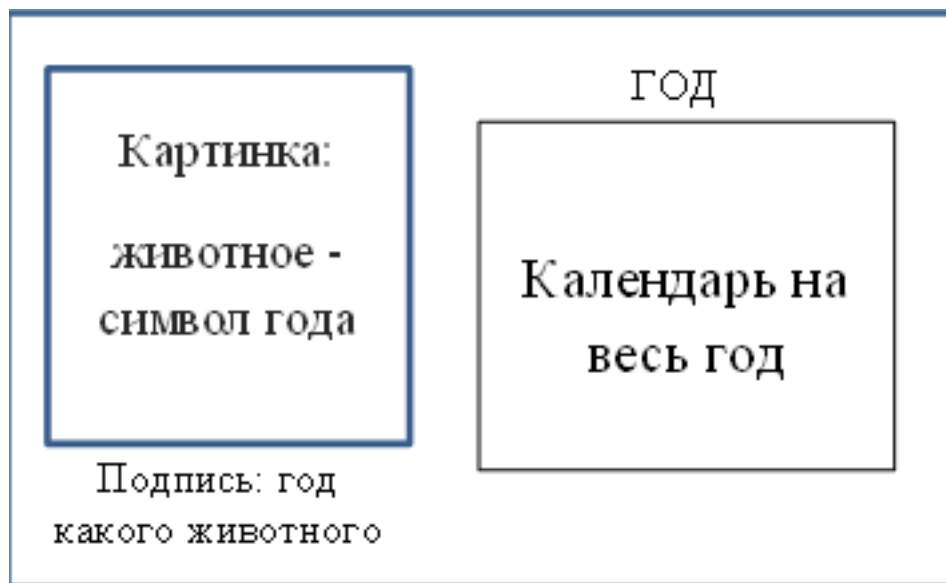 Картинка:
животное -
символ года
Подпись: год
какого животного
ГОД
Календарь на
весь год